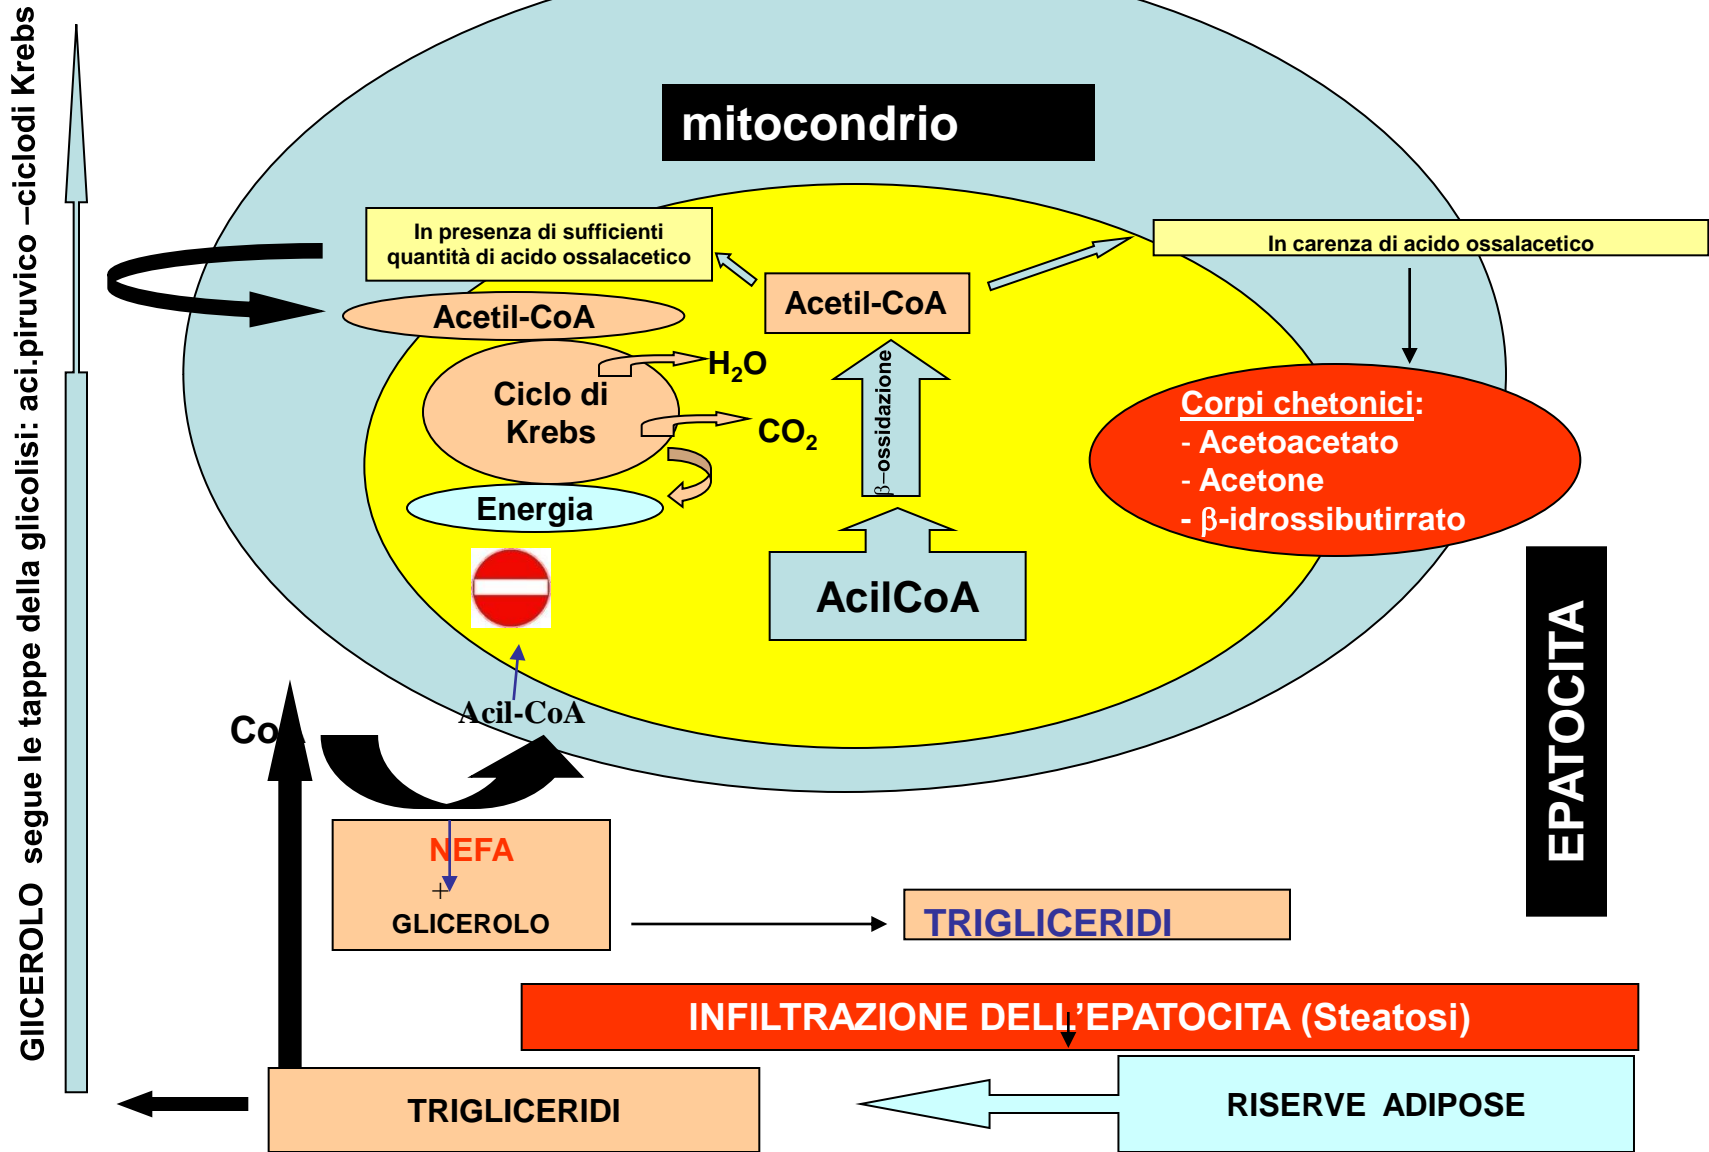 GlICEROLO segue le tappe della glicolisi: aci.piruvico –ciclodi Krebs
mitocondrio
In presenza di sufficienti
quantità di acido ossalacetico
In carenza di acido ossalacetico
Acetil-CoA
Acetil-CoA
H2O
Ciclo di
Krebs
CO2
β–ossidazione
Corpi chetonici:
- Acetoacetato
- Acetone
- β-idrossibutirrato
Energia
AcilCoA
EPATOCITA
Acil-CoA
CoA
NEFA
+
GLICEROLO
TRIGLICERIDI
INFILTRAZIONE DELL’EPATOCITA (Steatosi)
TRIGLICERIDI
RISERVE ADIPOSE